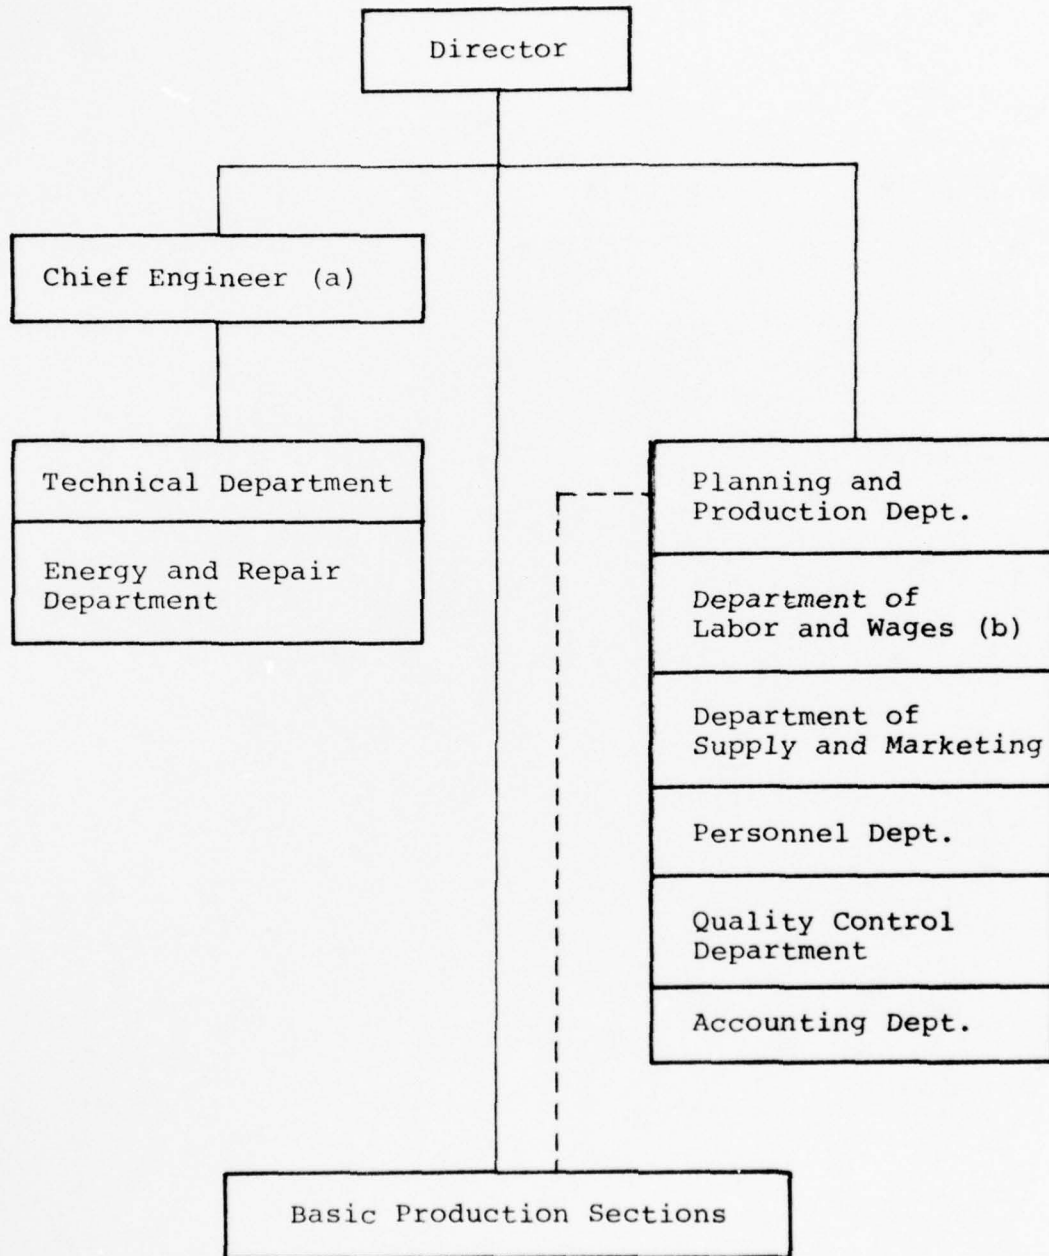 Director
Chief Engineer (a)
Technical Department
Energy and Repair
Department
Planning and
Production Dept.
Department of
Labor and Wages (b)
Department of
Supply and Marketing
Personnel Dept.
Quality Control
Department
Accounting Dept.
Basic Production Sections